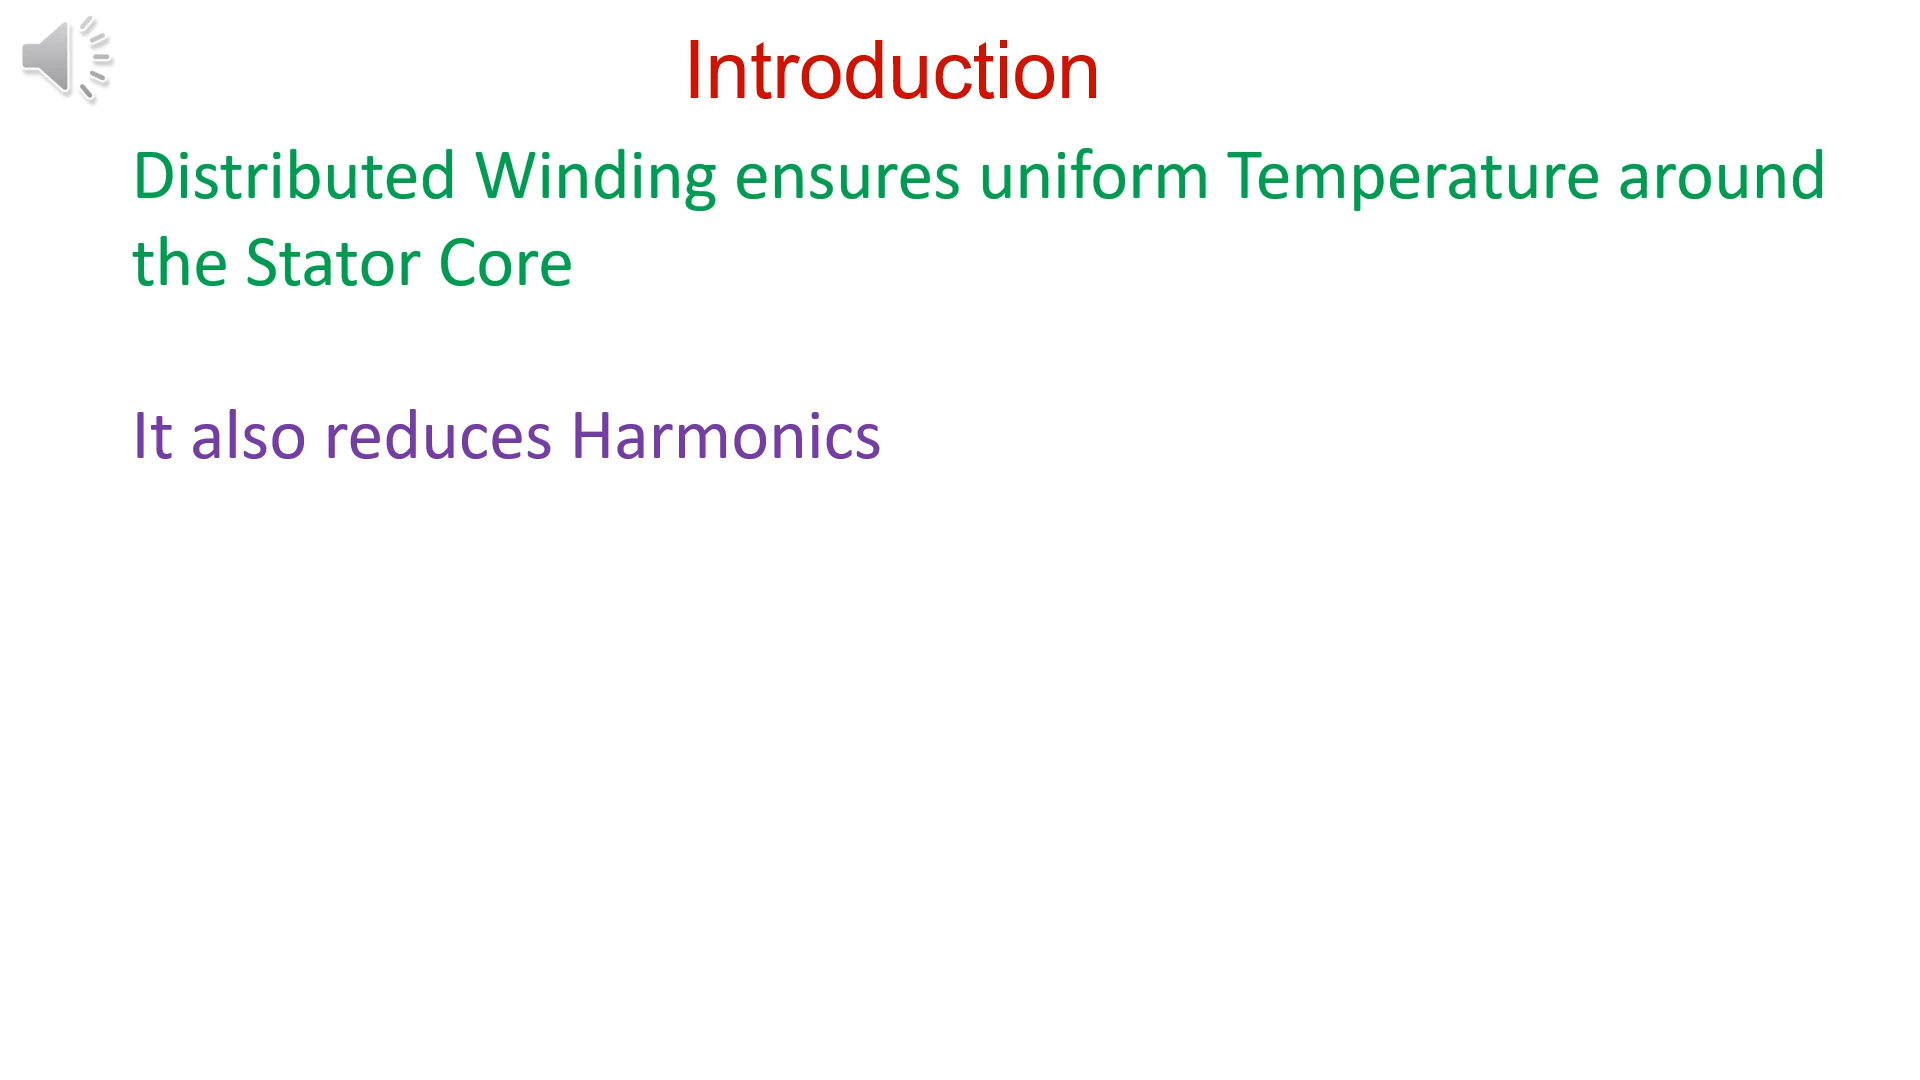 Introduction
Distributed Winding ensures uniform Temperature around
the Stator Core
It also reduces Harmonics